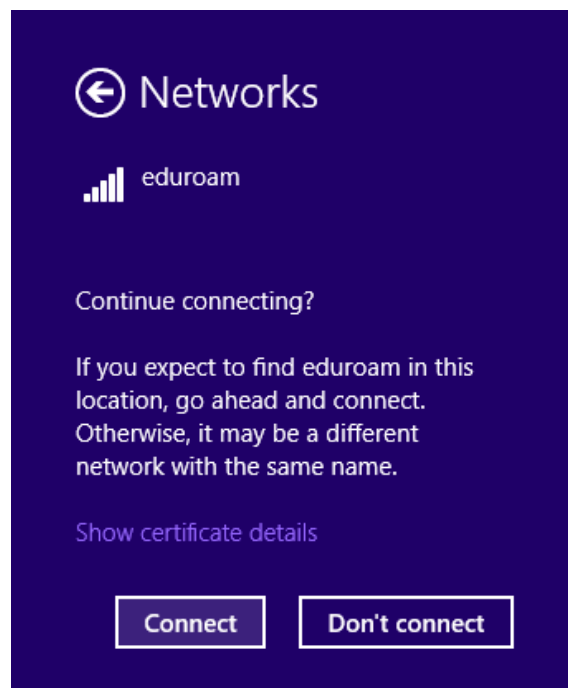 Networks
eduroam
Continue connecting?
If you expect to find eduroam in this
location, go ahead and connect.
Otherwise, it may be a different
network with the same name.
Show certificate details
Connect
Don't connect